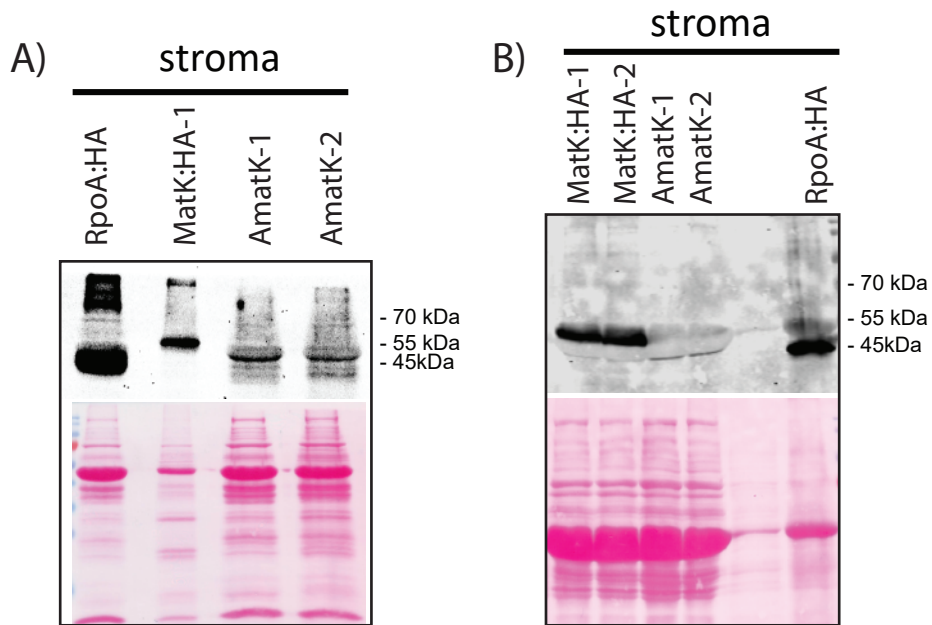 A)
stroma
RpoA:HA
MatK:HA-1
AmatK-1
AmatK-2
- 70 kDa
- 55 kDa
- 45kDa
B)
stroma
MatK:HA-1
MatK:HA-2
AmatK-1
AmatK-2
RpoA:HA
- 70 kDa
- 55 kDa
- 45kDa